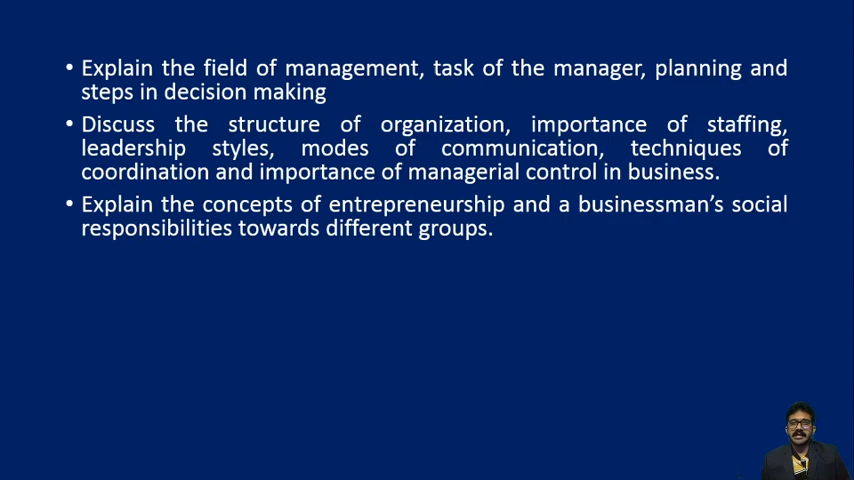 • Explain the field of management, task of the manager, planning and
steps in decision making
• Discuss the structure of organization, importance of staffing,
leadership styles, modes of communication, techniques of
coordination and importance of managerial control in business.
• Explain the concepts of entrepreneurship and a businessman’s social
responsibilities towards different groups.